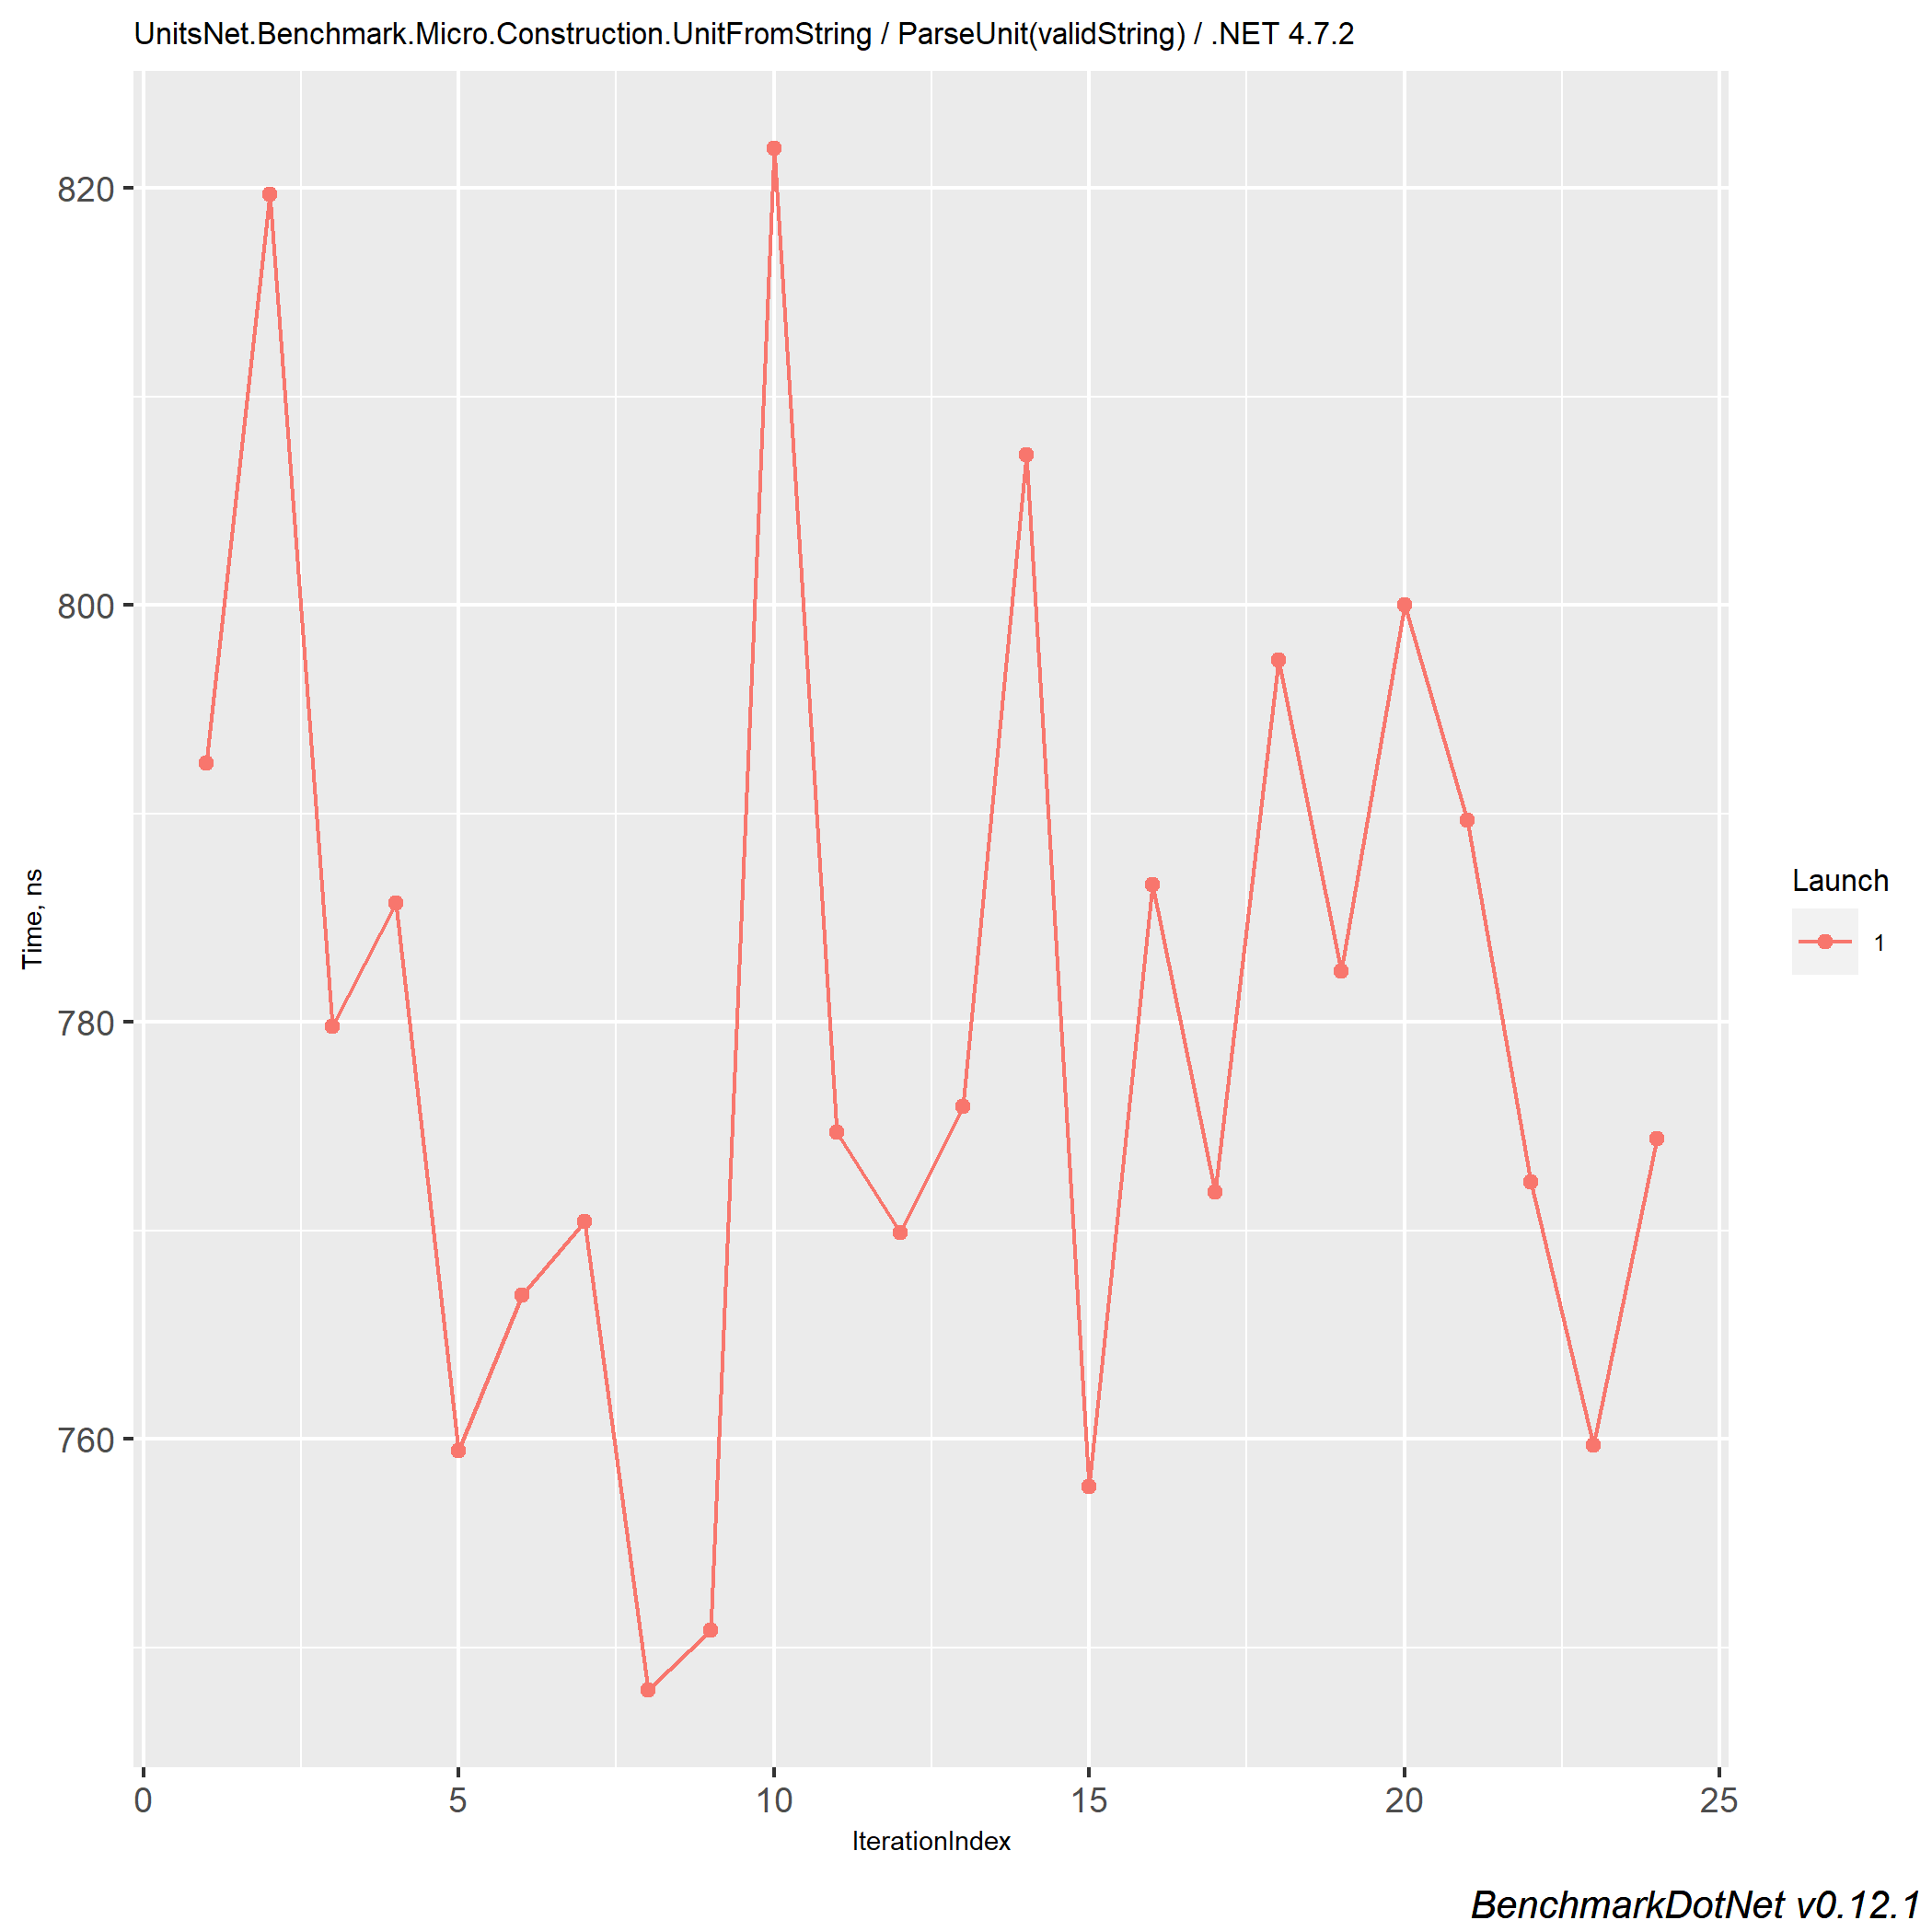 UnitsNet.Benchmark.Micro.Construction.UnitFromString / ParseUnit(validString) / .NET 4.7.2
820
800
780
760
Time, ns
0 5 10 15 20 25
IterationIndex
Launch
1
BenchmarkDotNet v0.12.1